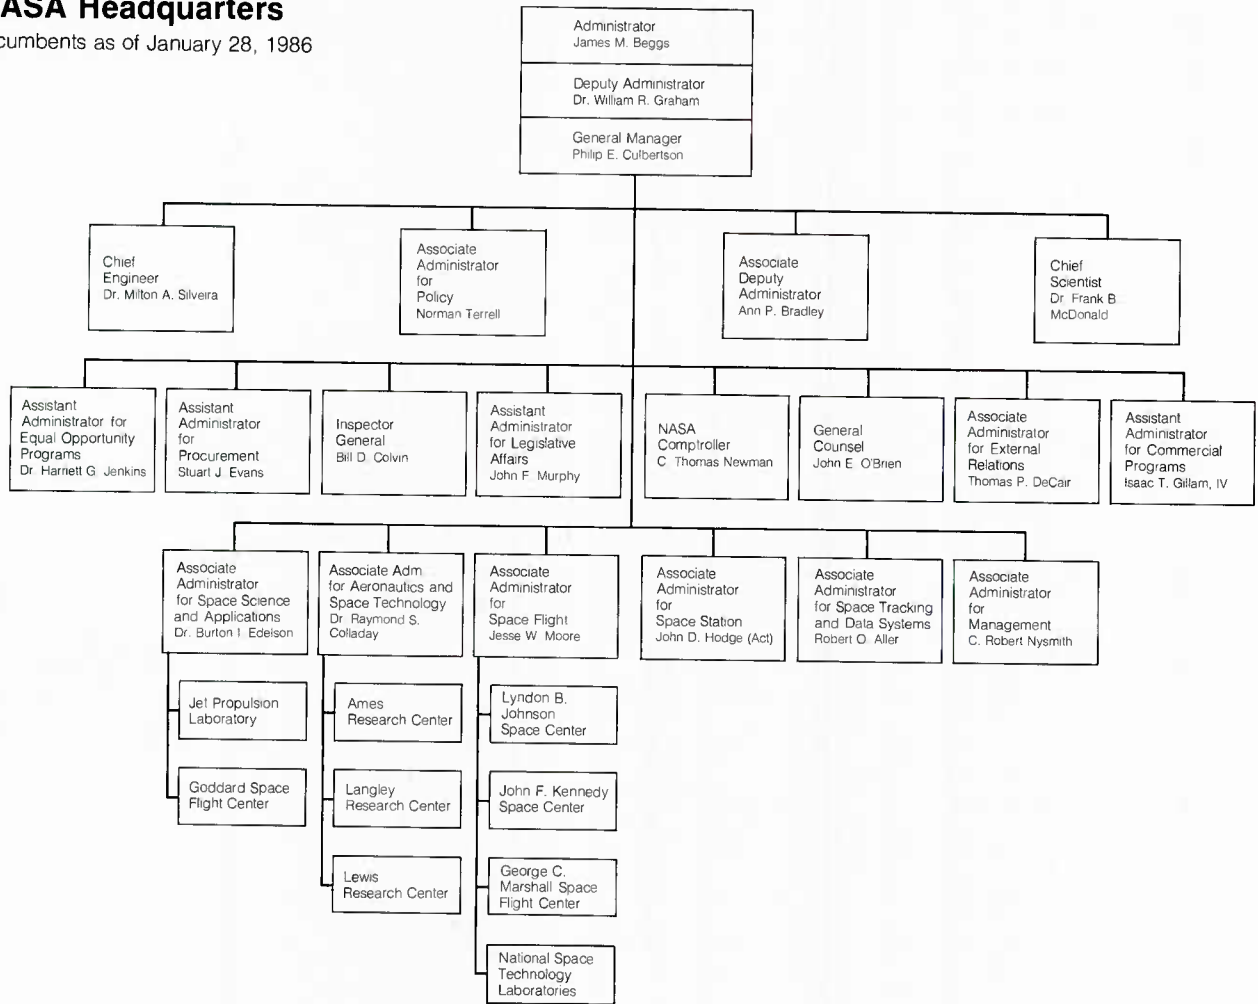 ASA Headquarters
cumbents as of January 28, 1986
Administrator
James M. Beggs
Deputy Administrator
Dr. William R. Graham
General Manager
Philip E. Culbertson
Chief
Engineer
Dr. Milton A. Silveira
Associate
Administrator
for
Policy
Norman Terrell
Associate
Deputy
Administrator
Ann P. Bradley
Chief
Scientist
Dr. Frank B.
McDonald
Assistant
Administrator for
Equal Opportunity
Programs
Dr. Harriett G. Jenkins
Assistant
Administrator
for
Procurement
Stuart J. Evans
Inspector
General
Bill D. Colvin
Assistant
Administrator
for Legislative
Affairs
John F. Murphy
NASA
Comptroller
C. Thomas Newman
General
Counsel
John E. O'Brien
Associate
Administrator
for External
Relations
Thomas P. DeCair
Assistant
Administrator
for Commercial
Programs
Isaac T. Gillam, IV
Associate
Administrator
for Space Science
and Applications
Dr. Burton I. Edelson
Associate Adm.
for Aeronautics and
Space Technology
Dr. Raymond S.
Colladay
Associate
Administrator
for
Space Flight
Jesse W. Moore
Associate
Administrator
for
Space Station
John D. Hodge (Act)
Associate
Administrator
for Space Tracking
and Data Systems
Robert O. Aller
Associate
Administrator
for
Management
C. Robert Nysmith
Jet Propulsion
Laboratory
Goddard Space
Flight Center
Ames
Research Center
Langley
Research Center
Lewis
Research Center
Lyndon B.
Johnson
Space Center
John F. Kennedy
Space Center
George C.
Marshall Space
Flight Center
National Space
Technology
Laboratories